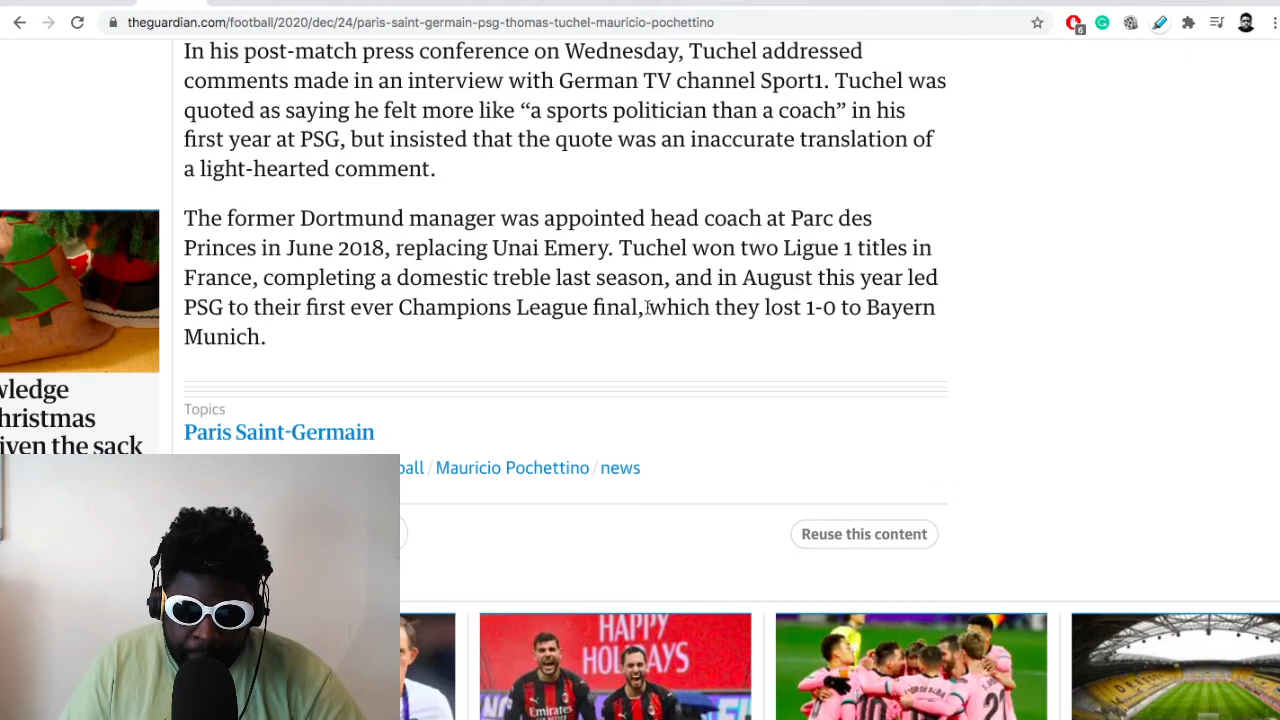 theguardian.com/football/2020/dec/24/paris-saint-germain-psg-thomas-tuchel-mauricio-pochettino
6
In his post-match press conference on Wednesday, Tuchel addressed
comments made in an interview with German TV channel Sport1. Tuchel was
quoted as saying he felt more like “a sports politician than a coach” in his
first year at PSG, but insisted that the quote was an inaccurate translation of
a light-hearted comment.
The former Dortmund manager was appointed head coach at Parc des
Princes in June 2018, replacing Unai Emery. Tuchel won two Ligue 1 titles in
France, completing a domestic treble last season, and in August this year led
PSG to their first ever Champions League final, which they lost 1-0 to Bayern
Munich.
wledge
hristmas
iven the sack
Topics
Paris Saint-Germain
ball / Mauricio Pochettino / news
Reuse this content
HAPPY
HOLIDAYS
Emirates
10